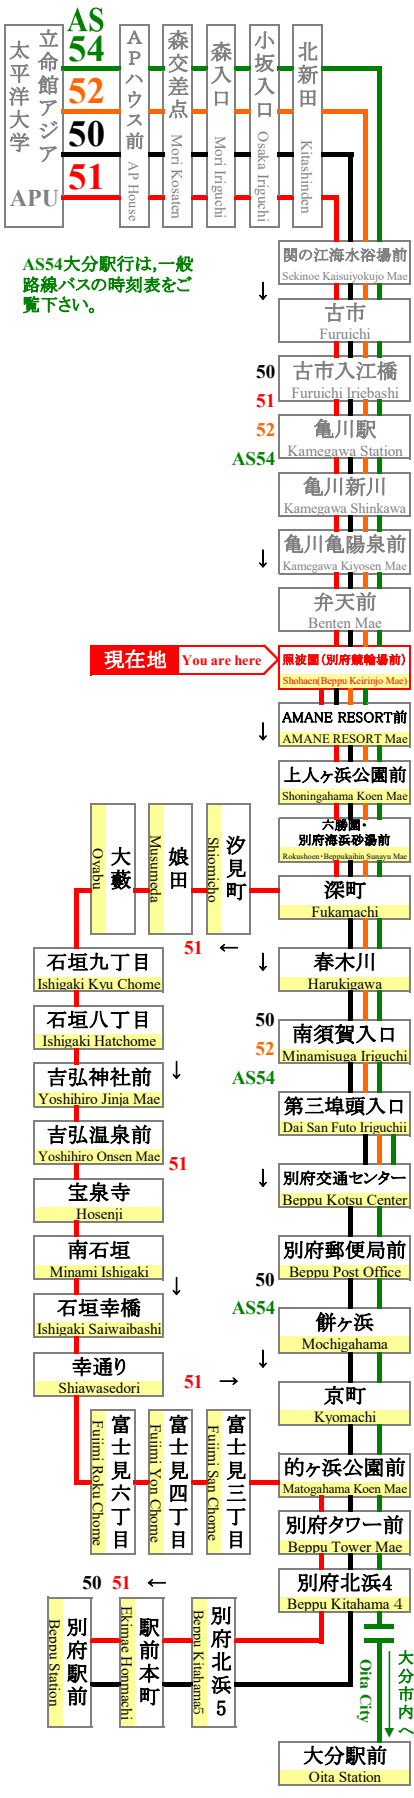 AS
54
52
50
51
立命館アジア
太平洋大学
APU
APハウス前
AP House
森交差点
Mori Kosaten
森入口
Mori Iriguchi
小坂入口
Osaka Iriguchi
北新田
Kitashinden
AS54大分駅行は,一般
路線バスの時刻表をご
覧下さい。
関の江海水浴場前
Sekinoe Kaisuiyokujo Mae
↓
古市
Furuichi
50
51
52
AS54
古市入江橋
Furuichi Iriebashi
亀川駅
Kamegawa Station
亀川新川
Kamegawa Shinkawa
↓
亀川亀陽泉前
Kamegawa Kiyosen Mae
弁天前
Benten Mae
現在地
You are here
照波園(別府競輪場前)
Shohaen(Beppu Keirinjo Mae)
↓
AMANE RESORT前
AMANE RESORT Mae
上人ヶ浜公園前
Shoningahama Koen Mae
六勝園・
別府海浜砂湯前
Rokushoen・Beppukaihin Sunayu Mae
深町
Fukamachi
汐見町
Shiomicho
娘田
Musumeda
大藪
Oyabu
51 ←
石垣九丁目
Ishigaki Kyu Chome
石垣八丁目
Ishigaki Hatchome
↓
吉弘神社前
Yoshihiro Jinja Mae
吉弘温泉前
Yoshihiro Onsen Mae
51
宝泉寺
Hosenji
南石垣
Minami Ishigaki
↓
石垣幸橋
Ishigaki Saiwaibashi
幸通り
Shiawasedori
51 →
富士見六丁目
Fujimi Roku Chome
富士見四丁目
Fujimi Yon Chome
富士見三丁目
Fujimi San Chome
↓
春木川
Harukigawa
50
52
AS54
南須賀入口
Minamisuga Iriguchi
第三埠頭入口
Dai San Futo Iriguchii
↓
別府交通センター
Beppu Kotsu Center
別府郵便局前
Beppu Post Office
50
AS54
餅ヶ浜
Mochigahama
↓
京町
Kyomachi
的ヶ浜公園前
Matogahama Koen Mae
別府タワー前
Beppu Tower Mae
別府北浜4
Beppu Kitahama 4
50 51 ←
別府北浜5
Beppu Kitahama5
駅前本町
Ekimae Honmachi
別府駅前
Beppu Station
大分市内へ
Oita City
大分駅前
Oita Station